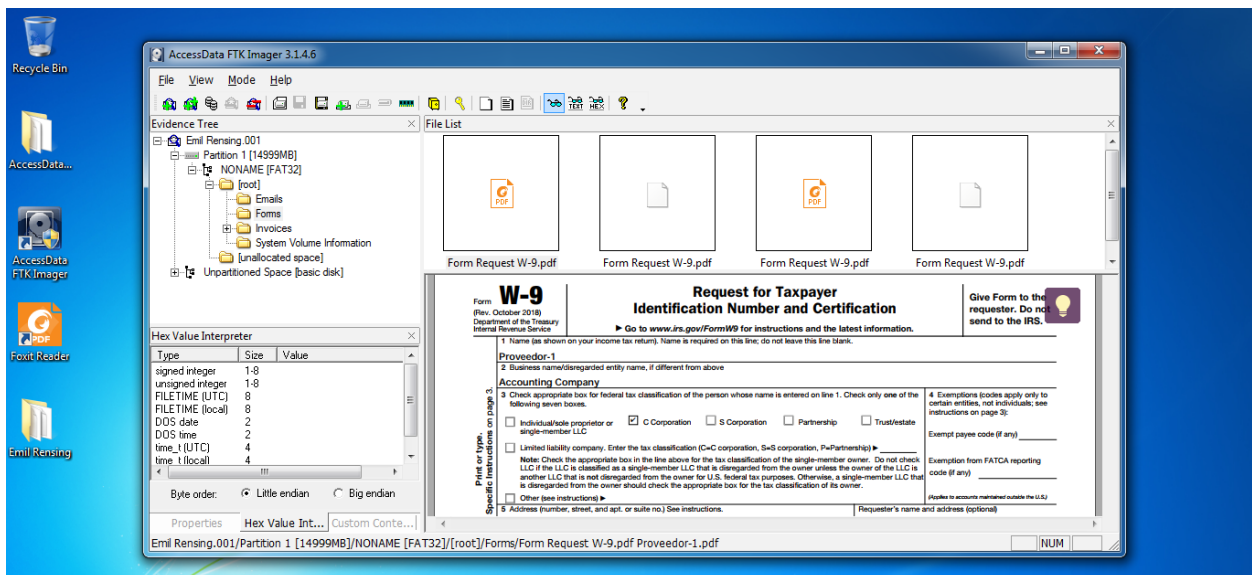 Recycle Bin
AccessData...
AccessData
FTK Imager
PDF
Foxit Reader
Emil Rensing
AccessData FTK Imager 3.1.4.6
File View Mode Help
TEXT HEX
Evidence Tree
Emil Rensing.001
Partition 1 [14999MB]
NONAME [FAT32]
[root]
Emails
Forms
Invoices
System Volume Information
[unallocated space]
Unpartitioned Space [basic disk]
Hex Value Interpreter
Type Size Value
signed integer 1-8
unsigned integer 1-8
FILETIME (UTC) 8
FILETIME (local) 8
DOS date 2
DOS time 2
time_t (UTC) 4
time_t (local) 4
Byte order: Little endian Big endian
Properties Hex Value Int... Custom Conte...
File List
PDF PDF
Form Request W-9.pdf Form Request W-9.pdf Form Request W-9.pdf Form Request W-9.pdf
Form W-9
(Rev. October 2018)
Department of the Treasury
Internal Revenue Service
Request for Taxpayer
Identification Number and Certification
► Go to www.irs.gov/FormW9 for instructions and the latest information.
Give Form to the
requester. Do not
send to the IRS.
1 Name (as shown on your income tax return). Name is required on this line; do not leave this line blank.
Proveedor-1
2 Business name/disregarded entity name, if different from above
Accounting Company
3 Check appropriate box for federal tax classification of the person whose name is entered on line 1. Check only one of the
following seven boxes.
Individual/sole proprietor or
single-member LLC
C Corporation S Corporation Partnership Trust/estate
Limited liability company. Enter the tax classification (C=C corporation, S=S corporation, P=Partnership) ►
Note: Check the appropriate box in the line above for the tax classification of the single-member owner. Do not check
LLC if the LLC is classified as a single-member LLC that is disregarded from the owner unless the owner of the LLC is
another LLC that is not disregarded from the owner for U.S. federal tax purposes. Otherwise, a single-member LLC that
is disregarded from the owner should check the appropriate box for the tax classification of its owner.
Other (see instructions) ►
4 Exemptions (codes apply only to
certain entities, not individuals; see
instructions on page 3):
Exempt payee code (if any)
Exemption from FATCA reporting
code (if any)
(Applies to accounts maintained outside the U.S.)
5 Address (number, street, and apt. or suite no.) See instructions.
Requester's name and address (optional)
Print or type.
Specific Instructions on page 3.
Emil Rensing.001/Partition 1 [14999MB]/NONAME [FAT32]/[root]/Forms/Form Request W-9.pdf Proveedor-1.pdf
NUM